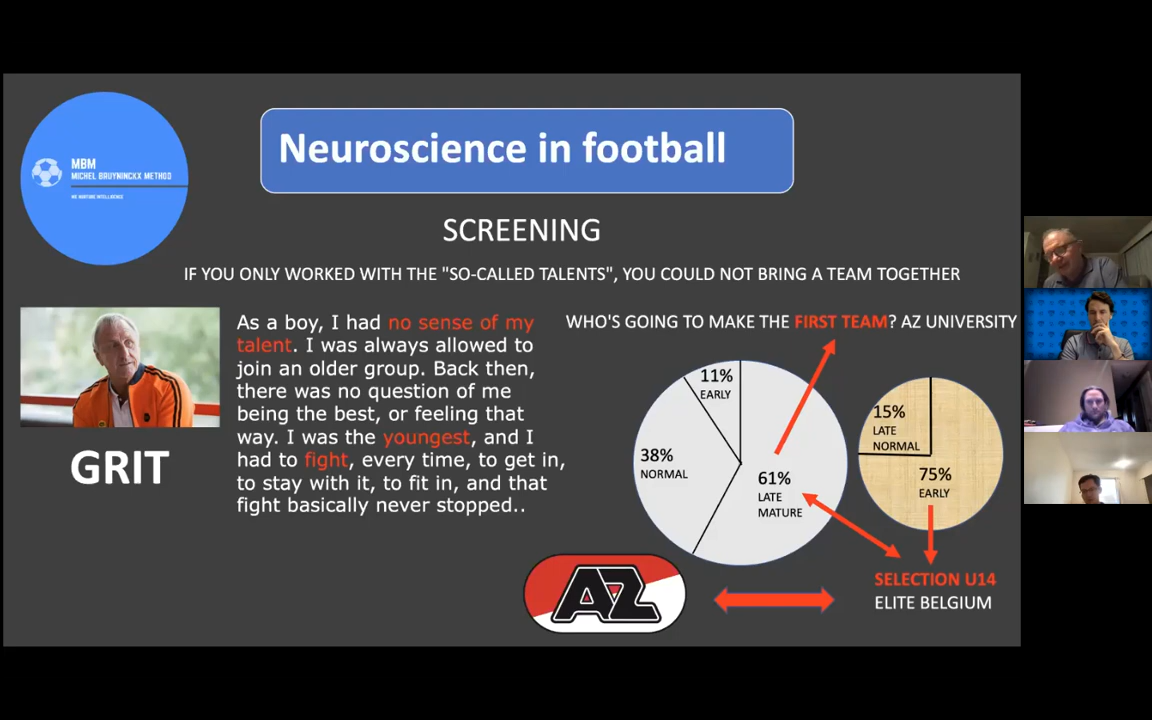 MBM
MICHEL BRUYNINCKX METHOD
Neuroscience in football
SCREENING
IF YOU ONLY WORKED WITH THE "SO-CALLED TALENTS", YOU COULD NOT BRING A TEAM TOGETHER
As a boy, I had no sense of my
talent. I was always allowed to
join an older group. Back then,
there was no question of me
being the best, or feeling that
way. I was the youngest, and I
had to fight, every time, to get in,
to stay with it, to fit in, and that
fight basically never stopped..
GRIT
WHO'S GOING TO MAKE THE FIRST TEAM? AZ UNIVERSITY
11%
EARLY
38%
NORMAL
61%
LATE
MATURE
15%
LATE
NORMAL
75%
EARLY
AZ
SELECTION U14
ELITE BELGIUM